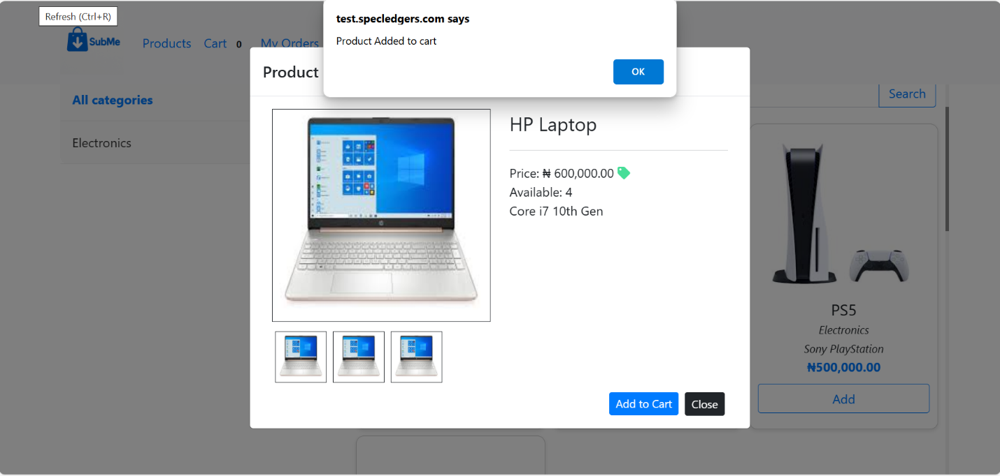 Refresh (Ctrl+R)
test.specledgers.com says
Product Added to cart
OK
SubMe
Products
Cart 0
My Orders
Product
All categories
Electronics
Search
HP Laptop
Price: ₦ 600,000.00
Available: 4
Core i7 10th Gen
Add to Cart
Close
PS5
Electronics
Sony PlayStation
₦500,000.00
Add